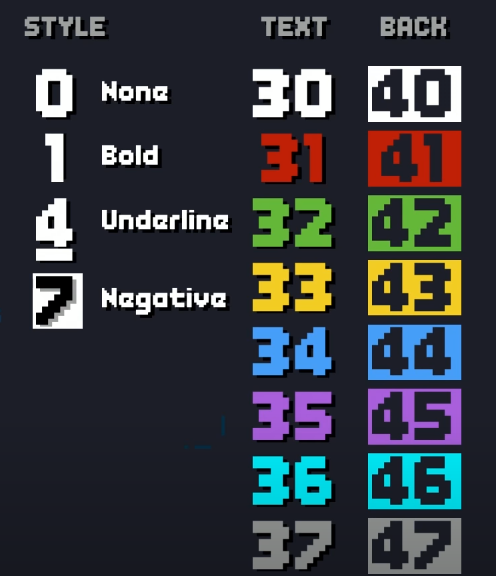 STYLE TEXT BACK
0 None 30 40
1 Bold 31 41
4 Underline 32 42
7 Negative 33 43
34 44
35 45
36 46
37 47